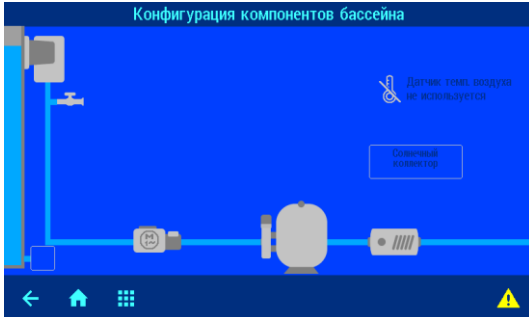 Конфигурация компонентов бассейна
Датчик темп. воздуха
не используется
Солнечный
коллектор
M